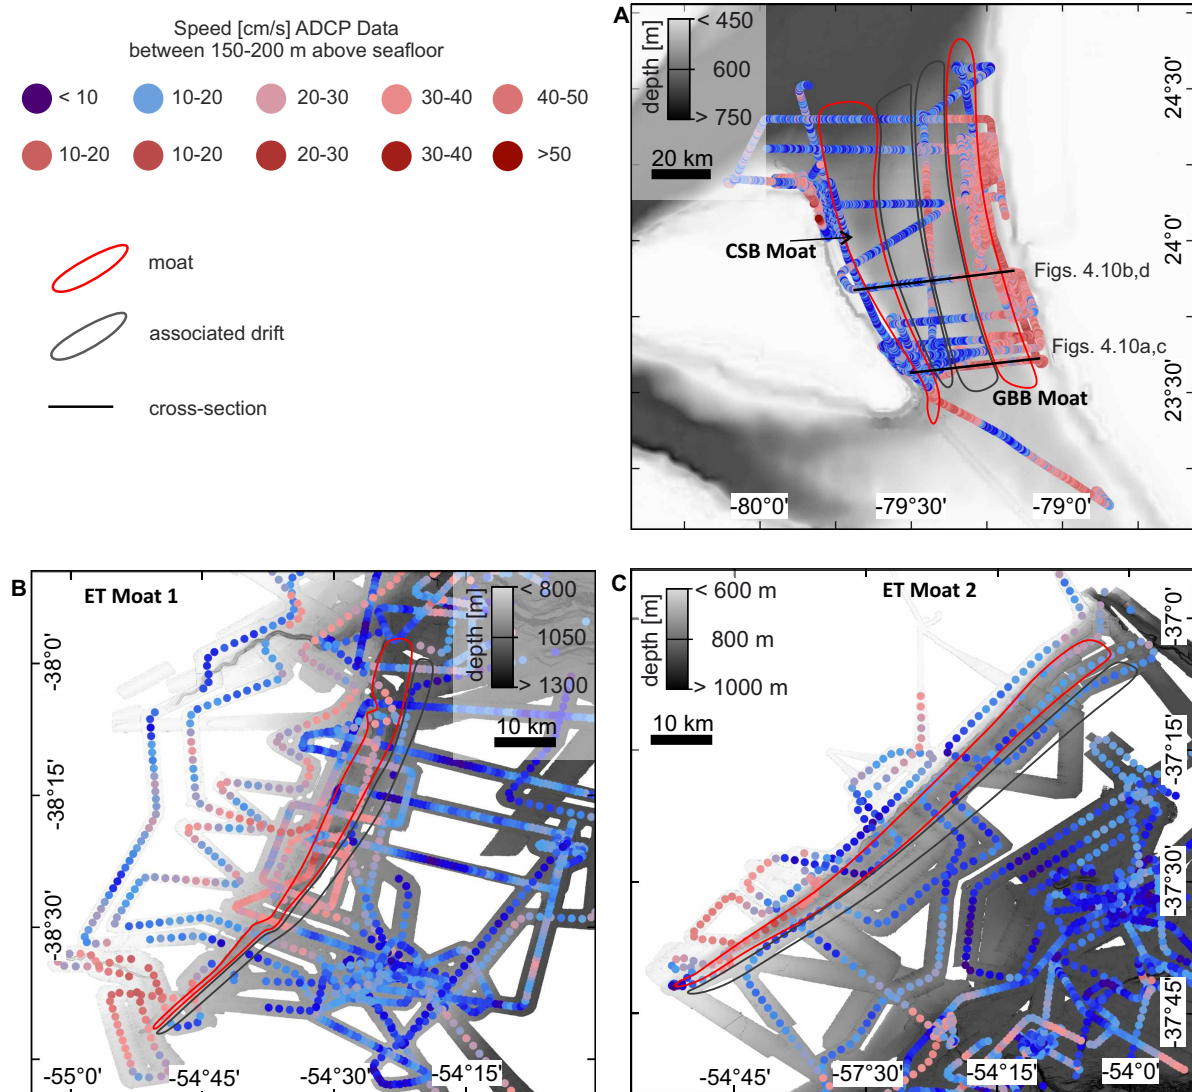 Speed [cm/s] ADCP Data
between 150-200 m above seafloor
< 10
10-20
20-30
30-40
40-50
10-20
10-20
20-30
30-40
>50
moat
associated drift
cross-section
A
depth [m]
< 450
600
> 750
20 km
CSB Moat
GBB Moat
Figs. 4.10b,d
Figs. 4.10a,c
24°30'
24°0'
23°30'
-80°0'
-79°30'
-79°0'
B
ET Moat 1
depth [m]
< 800
1050
> 1300
10 km
-38°0'
-38°15'
-38°30'
-55°0'
-54°45'
-54°30'
-54°15'
C
ET Moat 2
depth [m]
< 600 m
800 m
> 1000 m
10 km
-37°0'
-37°15'
-37°30'
-37°45'
-54°45'
-57°30'
-54°15'
-54°0'